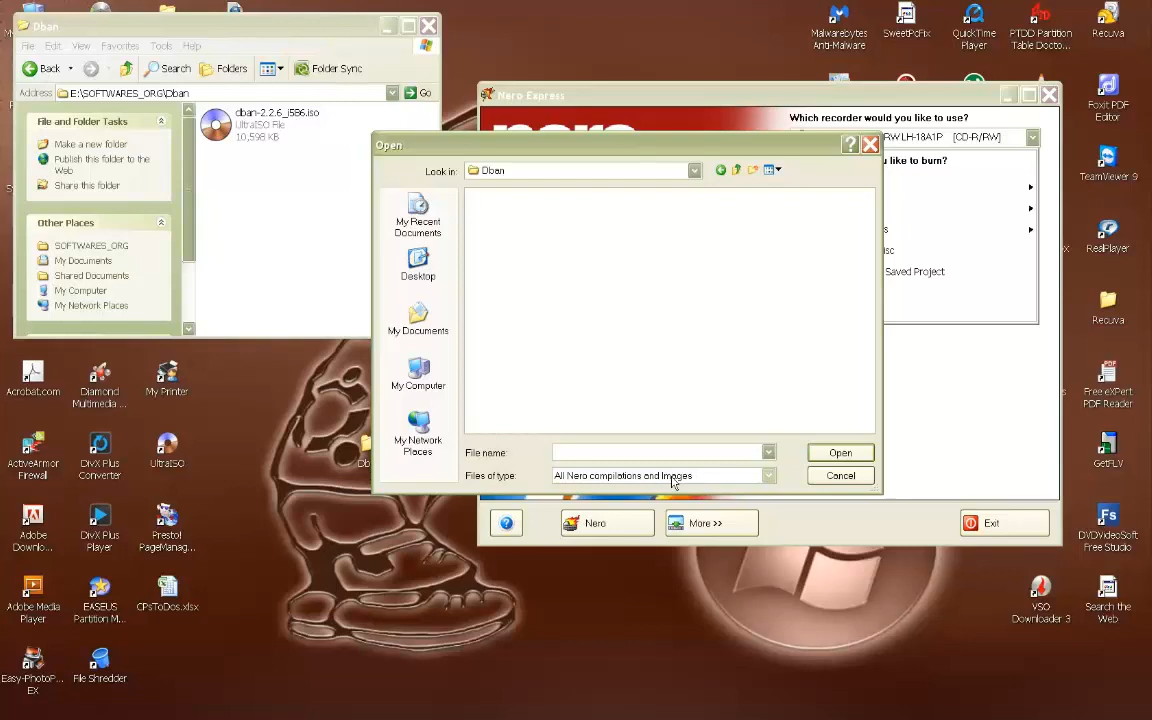 Dban
File Edit View Favorites Tools Help
Back Search Folders Folder Sync
Address E:\SOFTWARES_ORG\Dban Go
File and Folder Tasks
Make a new folder
Publish this folder to the
Web
Share this folder
Other Places
SOFTWARES_ORG
My Documents
Shared Documents
My Computer
My Network Places
dban-2.2.6_i586.iso
UltraISO File
10,598 KB
Nero Express
Which recorder would you like to use?
RW LH-18A1P [CD-R/RW]
like to burn?
Saved Project
Nero
More >>
Exit
Open
Look in: Dban
My Recent
Documents
Desktop
My Documents
My Computer
My Network
Places
File name:
Open
Files of type: All Nero compilations and Images
Cancel
Malwarebytes
Anti-Malware
SweetPcFix
QuickTime
Player
PTDD Partition
Table Docto...
Recuva
Foxit PDF
Editor
TeamViewer 9
RealPlayer
Recuva
Free eXPert
PDF Reader
GetFLV
DVDVideoSoft
Free Studio
VSO
Downloader 3
Search the
Web
Acrobat.com
Diamond
Multimedia ...
My Printer
ActiveArmor
Firewall
DivX Plus
Converter
UltraISO
Adobe
Downlo...
DivX Plus
Player
Presto!
PageManag...
Adobe Media
Player
EASEUS
Partition M...
CPsToDos.xlsx
Easy-PhotoP...
EX
File Shredder